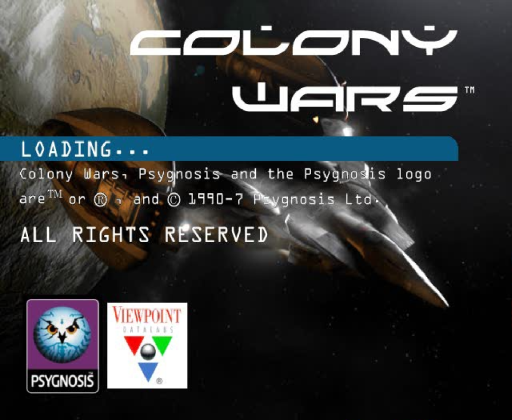 COLONY
WARS™
LOADING...
Colony Wars, Psygnosis and the Psygnosis logo
are™ or ®, and © 1990-7 Psygnosis Ltd.
ALL RIGHTS RESERVED
PSYGNOSIS™
VIEWPOINT
DATALABS
®